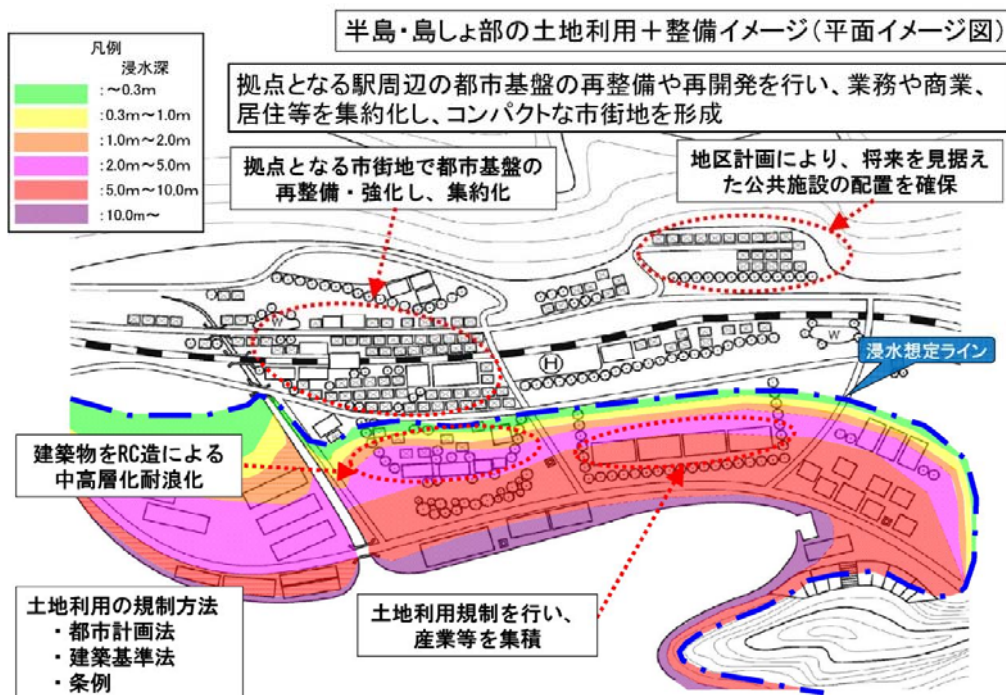 半島・島しょ部の土地利用＋整備イメージ（平面イメージ図）
凡例
浸水深
：～0.3m
：0.3m～1.0m
：1.0m～2.0m
：2.0m～5.0m
：5.0m～10.0m
：10.0m～
拠点となる駅周辺の都市基盤の再整備や再開発を行い、業務や商業、
居住等を集約化し、コンパクトな市街地を形成
拠点となる市街地で都市基盤の
再整備・強化し、集約化
地区計画により、将来を見据え
た公共施設の配置を確保
W
H
W
浸水想定ライン
建築物をRC造による
中高層化耐浪化
土地利用の規制方法
・都市計画法
・建築基準法
・条例
土地利用規制を行い、
産業等を集積